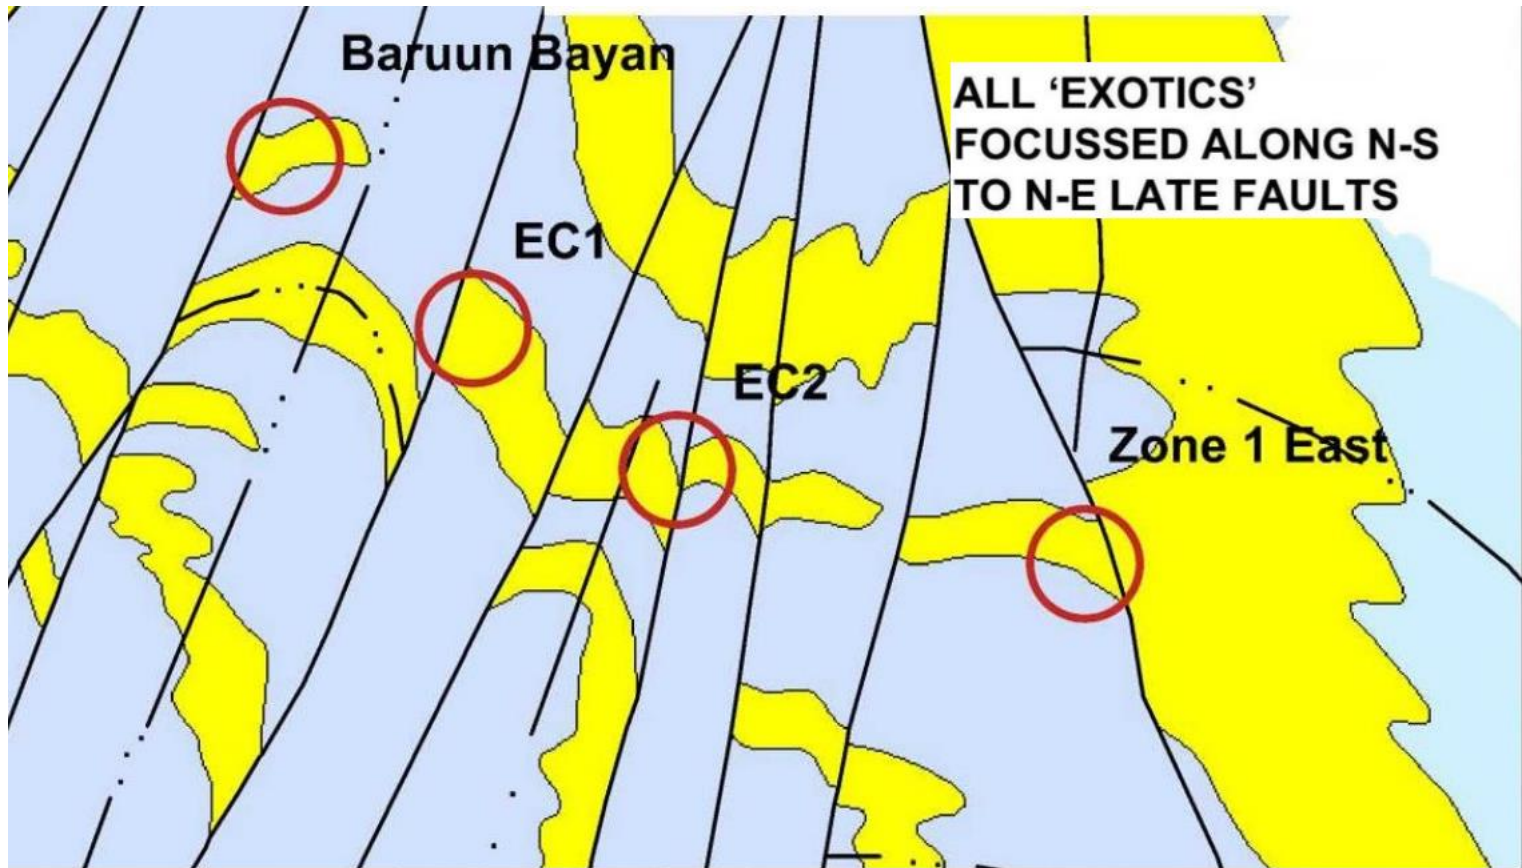 Baruun Bayan
ALL ‘EXOTICS’
FOCUSSED ALONG N-S
TO N-E LATE FAULTS
EC1
EC2
Zone 1 East